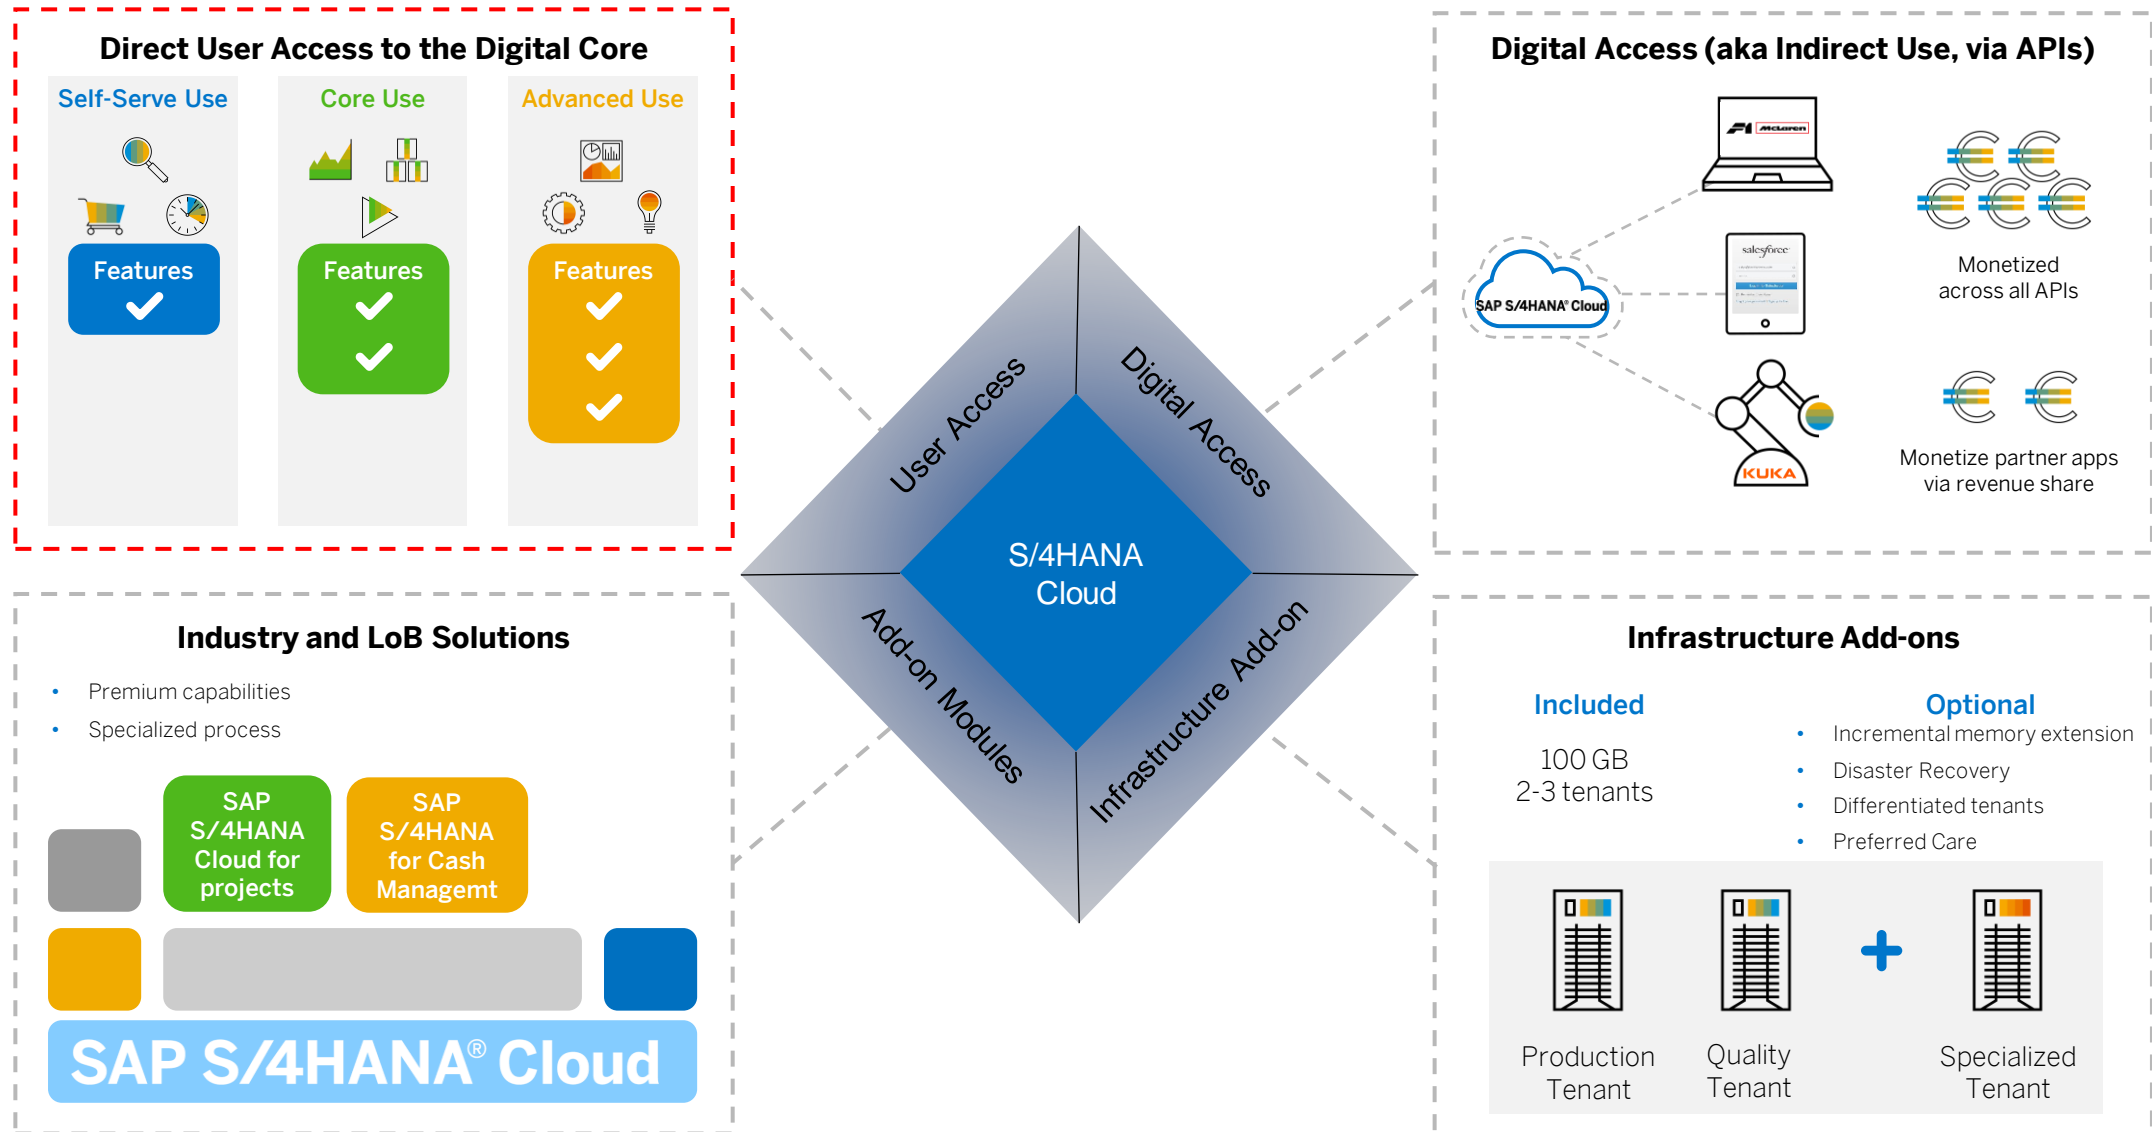 Direct User Access to the Digital Core
Self-Serve Use
Core Use
Advanced Use
Features
Features
Features
Digital Access (aka Indirect Use, via APIs)
McLaren
salesforce
SAP S/4HANA® Cloud
KUKA
Monetized
across all APIs
Monetize partner apps
via revenue share
User Access
Digital Access
S/4HANA
Cloud
Add-on Modules
Infrastructure Add-on
Industry and LoB Solutions
• Premium capabilities
• Specialized process
SAP
S/4HANA
Cloud for
projects
SAP
S/4HANA
for Cash
Managemt
SAP S/4HANA® Cloud
Infrastructure Add-ons
Included
100 GB
2-3 tenants
Optional
• Incremental memory extension
• Disaster Recovery
• Differentiated tenants
• Preferred Care
Production
Tenant
Quality
Tenant
Specialized
Tenant